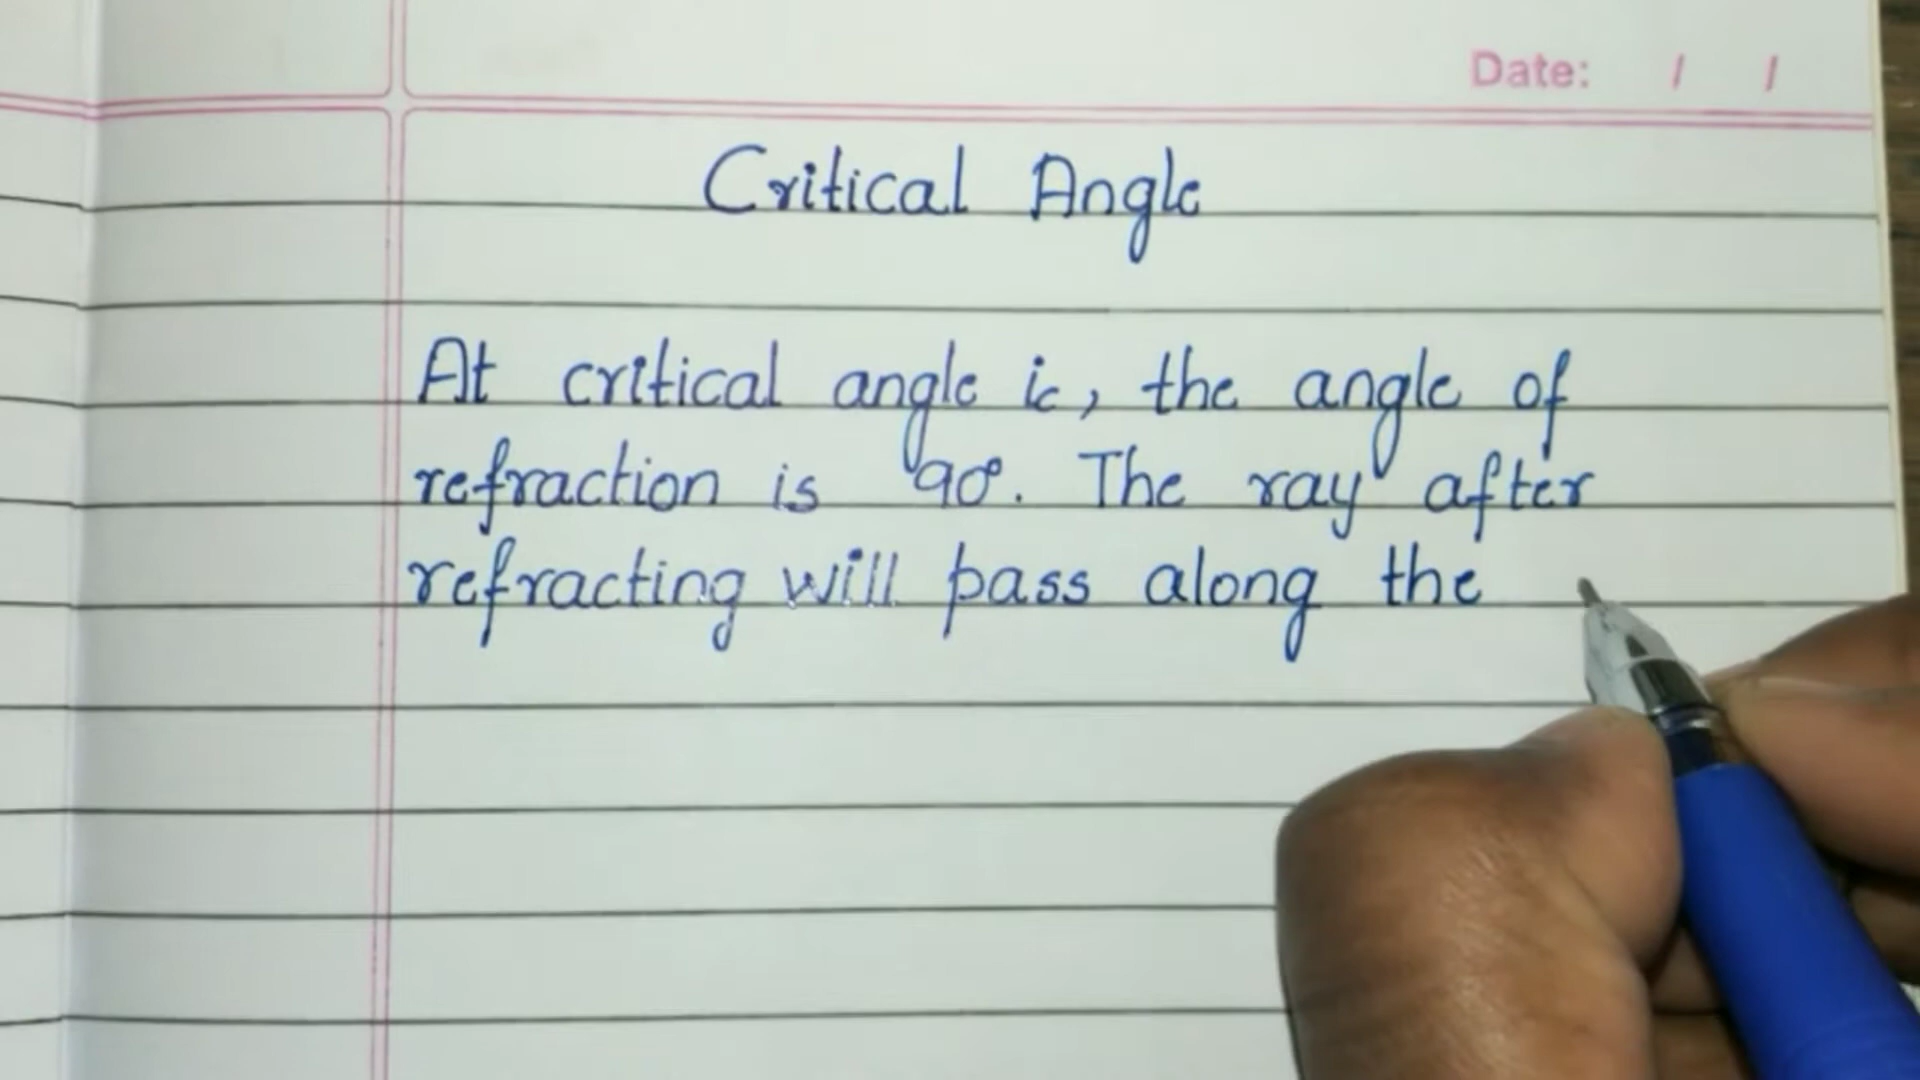 Date: / /
Critical Angle
At critical angle ic, the angle of
refraction is 90°. The ray after
refracting will pass along the